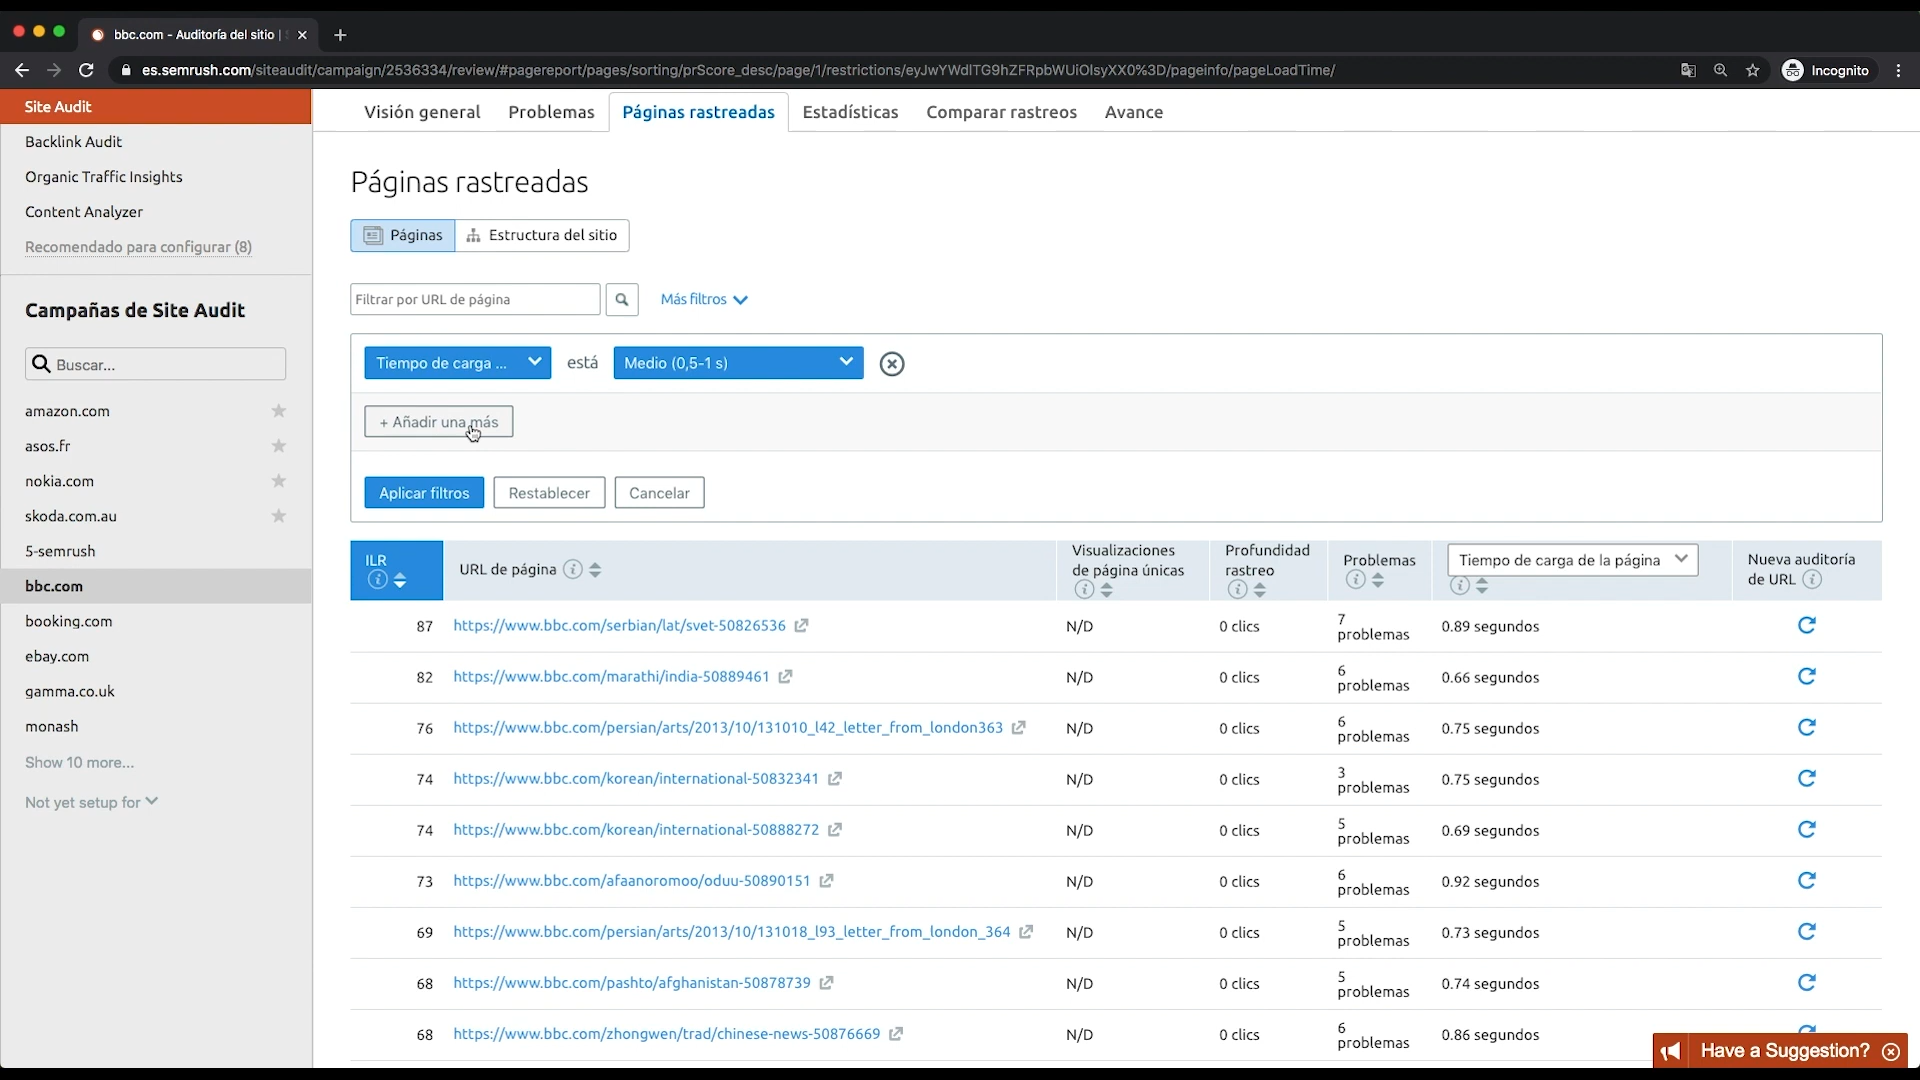 bbc.com - Auditoría del sitio |
es.semrush.com/siteaudit/campaign/2536334/review/#pagereport/pages/sorting/prScore_desc/page/1/restrictions/eyJwYWdlTG9hZFRpbWUiOlsyXX0%3D/pageinfo/pageLoadTime/
Incognito
Site Audit
Backlink Audit
Organic Traffic Insights
Content Analyzer
Recomendado para configurar (8)
Campañas de Site Audit
Buscar...
amazon.com
asos.fr
nokia.com
skoda.com.au
5-semrush
bbc.com
booking.com
ebay.com
gamma.co.uk
monash
Show 10 more...
Not yet setup for
Visión general Problemas Páginas rastreadas Estadísticas Comparar rastreos Avance
Páginas rastreadas
Páginas Estructura del sitio
Filtrar por URL de página Más filtros
Tiempo de carga ... está Medio (0,5-1 s)
+ Añadir una más
Aplicar filtros Restablecer Cancelar
ILR
URL de página
Visualizaciones
de página únicas
Profundidad
rastreo
Problemas
Tiempo de carga de la página
Nueva auditoría
de URL
87 https://www.bbc.com/serbian/lat/svet-50826536 N/D 0 clics 7 problemas 0.89 segundos
82 https://www.bbc.com/marathi/india-50889461 N/D 0 clics 6 problemas 0.66 segundos
76 https://www.bbc.com/persian/arts/2013/10/131010_l42_letter_from_london363 N/D 0 clics 6 problemas 0.75 segundos
74 https://www.bbc.com/korean/international-50832341 N/D 0 clics 3 problemas 0.75 segundos
74 https://www.bbc.com/korean/international-50888272 N/D 0 clics 5 problemas 0.69 segundos
73 https://www.bbc.com/afaanoromoo/oduu-50890151 N/D 0 clics 6 problemas 0.92 segundos
69 https://www.bbc.com/persian/arts/2013/10/131018_l93_letter_from_london_364 N/D 0 clics 5 problemas 0.73 segundos
68 https://www.bbc.com/pashto/afghanistan-50878739 N/D 0 clics 5 problemas 0.74 segundos
68 https://www.bbc.com/zhongwen/trad/chinese-news-50876669 N/D 0 clics 6 problemas 0.86 segundos
Have a Suggestion?